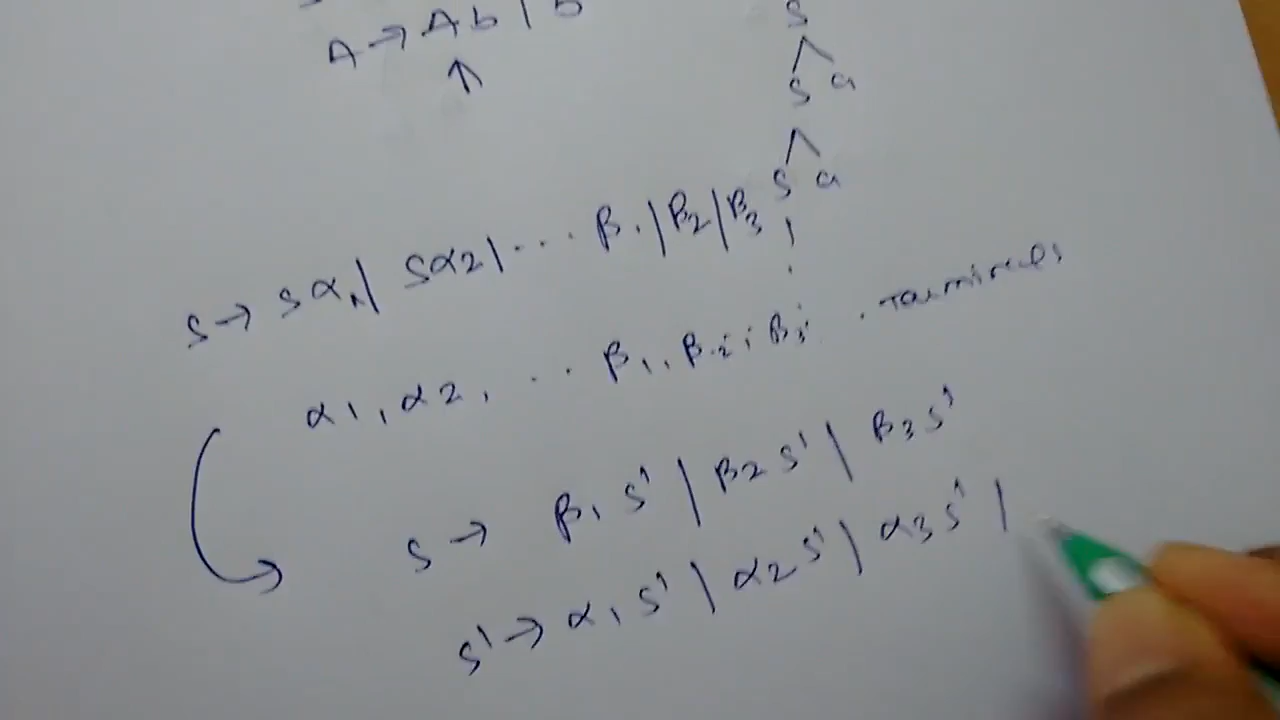 A → Ab | b
S
S a
S a
S → Sα1 | Sα2 | ... β1 | β2 | β3
α1, α2, ... β1, β2, β3 . terminals
S → β1 S' | β2 S' | β3 S'
S' → α1 S' | α2 S' | α3 S' |